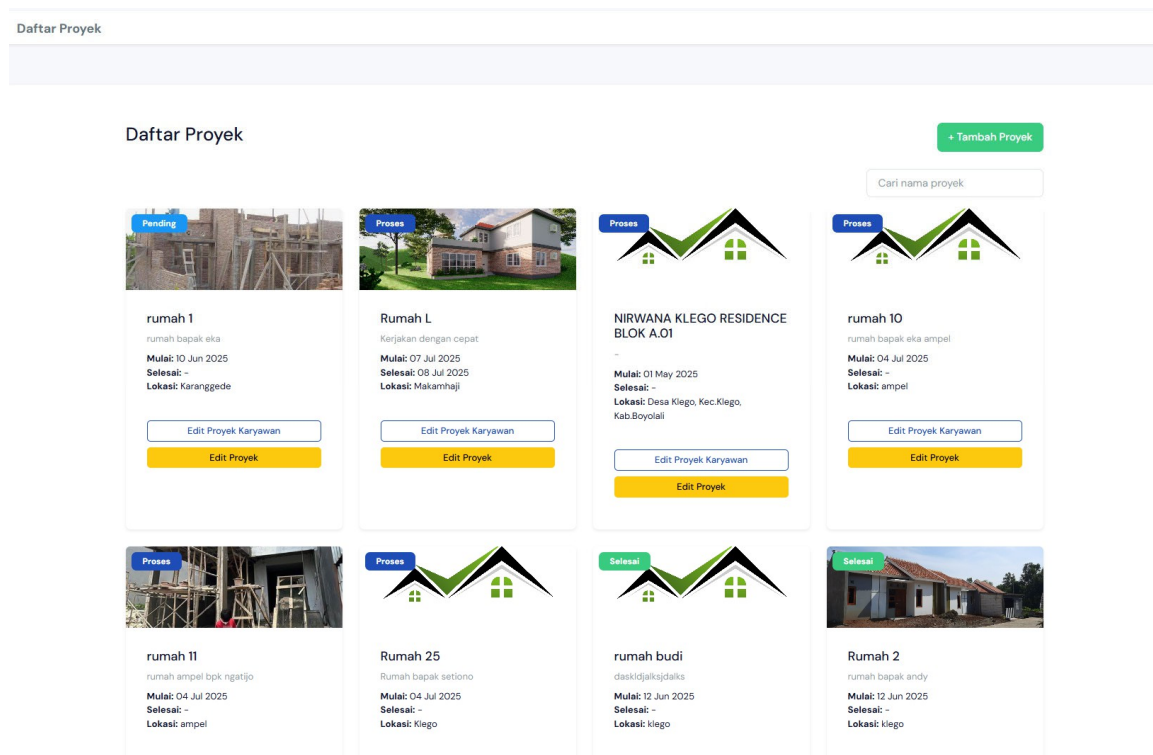 Daftar Proyek
Daftar Proyek
+ Tambah Proyek
Cari nama proyek
Pending
rumah 1
rumah bapak eka
Mulai: 10 Jun 2025
Selesai: -
Lokasi: Karanggede
Edit Proyek Karyawan
Edit Proyek
Proses
Rumah L
Kerjakan dengan cepat
Mulai: 07 Jul 2025
Selesai: 08 Jul 2025
Lokasi: Makamhaji
Edit Proyek Karyawan
Edit Proyek
Proses
NIRWANA KLEGO RESIDENCE
BLOK A.01
-
Mulai: 01 May 2025
Selesai: -
Lokasi: Desa Klego, Kec.Klego,
Kab.Boyolali
Edit Proyek Karyawan
Edit Proyek
Proses
rumah 10
rumah bapak eka ampel
Mulai: 04 Jul 2025
Selesai: -
Lokasi: ampel
Edit Proyek Karyawan
Edit Proyek
Proses
rumah 11
rumah ampel bpk ngatijo
Mulai: 04 Jul 2025
Selesai: -
Lokasi: ampel
Proses
Rumah 25
Rumah bapak setiono
Mulai: 04 Jul 2025
Selesai: -
Lokasi: Klego
Selesai
rumah budi
daskldjalksjdalks
Mulai: 12 Jun 2025
Selesai: -
Lokasi: klego
Selesai
Rumah 2
rumah bapak andy
Mulai: 12 Jun 2025
Selesai: -
Lokasi: klego